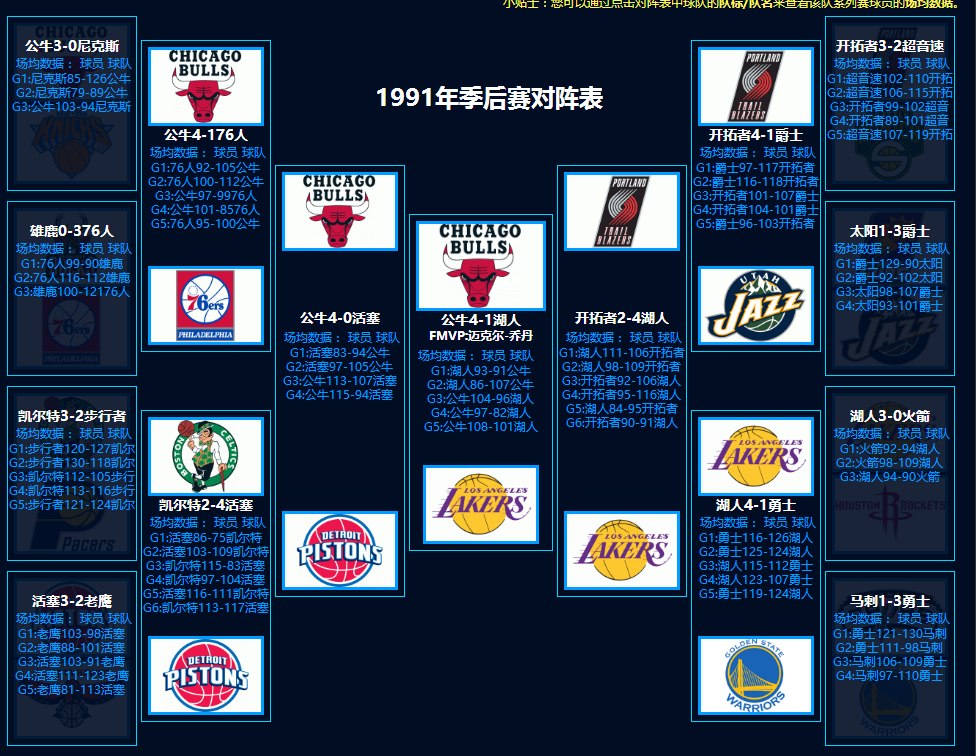 小贴士：您可以通过点击对阵表中球队的队标/队名来查看该队系列赛球员的场均数据。
1991年季后赛对阵表
公牛3-0尼克斯
场均数据： 球员 球队
G1:尼克斯85-126公牛
G2:尼克斯79-89公牛
G3:公牛103-94尼克斯
KNICKS
雄鹿0-376人
场均数据： 球员 球队
G1:76人99-90雄鹿
G2:76人116-112雄鹿
G3:雄鹿100-12176人
76ers
PHILADELPHIA
凯尔特3-2步行者
场均数据： 球员 球队
G1:步行者120-127凯尔
G2:步行者130-118凯尔
G3:凯尔特112-105步行
G4:凯尔特113-116步行
G5:步行者121-124凯尔
Pacers
活塞3-2老鹰
场均数据： 球员 球队
G1:老鹰103-98活塞
G2:老鹰88-101活塞
G3:活塞103-91老鹰
G4:活塞111-123老鹰
G5:老鹰81-113活塞
CHICAGO
BULLS
公牛4-176人
场均数据： 球员 球队
G1:76人92-105公牛
G2:76人100-112公牛
G3:公牛97-9976人
G4:公牛101-8576人
G5:76人95-100公牛
76ers
PHILADELPHIA
BOSTON CELTICS
凯尔特2-4活塞
场均数据： 球员 球队
G1:活塞86-75凯尔特
G2:活塞103-109凯尔特
G3:凯尔特115-83活塞
G4:凯尔特97-104活塞
G5:活塞116-111凯尔特
G6:凯尔特113-117活塞
DETROIT
PISTONS
CHICAGO
BULLS
公牛4-0活塞
场均数据： 球员 球队
G1:活塞83-94公牛
G2:活塞97-105公牛
G3:公牛113-107活塞
G4:公牛115-94活塞
DETROIT
PISTONS
CHICAGO
BULLS
公牛4-1湖人
FMVP:迈克尔-乔丹
场均数据： 球员 球队
G1:湖人93-91公牛
G2:湖人86-107公牛
G3:公牛104-96湖人
G4:公牛97-82湖人
G5:公牛108-101湖人
LOS ANGELES
LAKERS
PORTLAND
TRAIL
BLAZERS
开拓者2-4湖人
场均数据： 球员 球队
G1:湖人111-106开拓者
G2:湖人98-109开拓者
G3:开拓者92-106湖人
G4:开拓者95-116湖人
G5:湖人84-95开拓者
G6:开拓者90-91湖人
LOS ANGELES
LAKERS
PORTLAND
TRAIL
BLAZERS
开拓者4-1爵士
场均数据： 球员 球队
G1:爵士97-117开拓者
G2:爵士116-118开拓者
G3:开拓者101-107爵士
G4:开拓者104-101爵士
G5:爵士96-103开拓者
UTAH
JAZZ
LOS ANGELES
LAKERS
湖人4-1勇士
场均数据： 球员 球队
G1:勇士116-126湖人
G2:勇士125-124湖人
G3:湖人115-112勇士
G4:湖人123-107勇士
G5:勇士119-124湖人
GOLDEN STATE
WARRIORS
开拓者3-2超音速
场均数据： 球员 球队
G1:超音速102-110开拓
G2:超音速106-115开拓
G3:开拓者99-102超音
G4:开拓者89-101超音
G5:超音速107-119开拓
太阳1-3爵士
场均数据： 球员 球队
G1:爵士129-90太阳
G2:爵士92-102太阳
G3:太阳98-107爵士
G4:太阳93-101爵士
JAZZ
湖人3-0火箭
场均数据： 球员 球队
G1:火箭92-94湖人
G2:火箭98-109湖人
G3:湖人94-90火箭
HOUSTON ROCKETS
马刺1-3勇士
场均数据： 球员 球队
G1:勇士121-130马刺
G2:勇士111-98马刺
G3:马刺106-109勇士
G4:马刺97-110勇士
WARRIORS